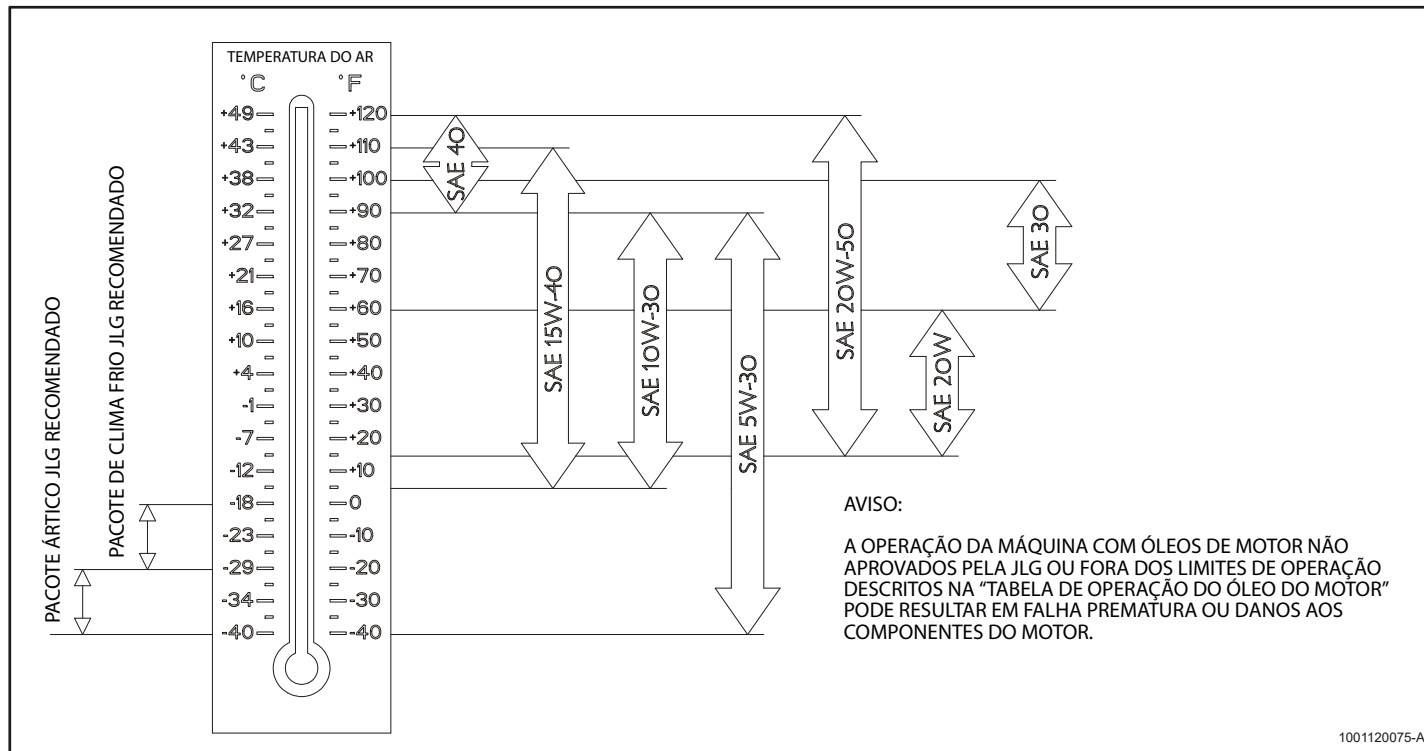 TEMPERATURA DO AR
°C °F
+49 +120
+43 +110
+38 +100
+32 +90
+27 +80
+21 +70
+16 +60
+10 +50
+4 +40
-1 +30
-7 +20
-12 +10
-18 0
-23 -10
-29 -20
-34 -30
-40 -40
PACOTE ÁRTICO JLG RECOMENDADO
PACOTE DE CLIMA FRIO JLG RECOMENDADO
SAE 40
SAE 15W-40
SAE 10W-30
SAE 5W-30
SAE 20W-50
SAE 20W
SAE 30
AVISO:
A OPERAÇÃO DA MÁQUINA COM ÓLEOS DE MOTOR NÃO
APROVADOS PELA JLG OU FORA DOS LIMITES DE OPERAÇÃO
DESCRITOS NA “TABELA DE OPERAÇÃO DO ÓLEO DO MOTOR”
PODE RESULTAR EM FALHA PREMATURA OU DANOS AOS
COMPONENTES DO MOTOR.
1001120075-A